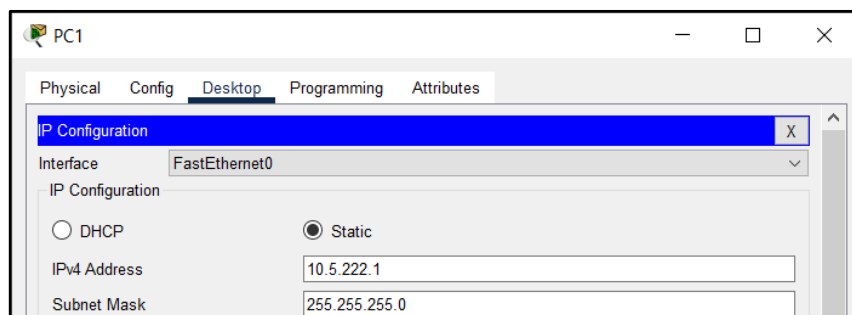 PC1
Physical Config Desktop Programming Attributes
IP Configuration X
Interface FastEthernet0
IP Configuration
DHCP Static
IPv4 Address 10.5.222.1
Subnet Mask 255.255.255.0